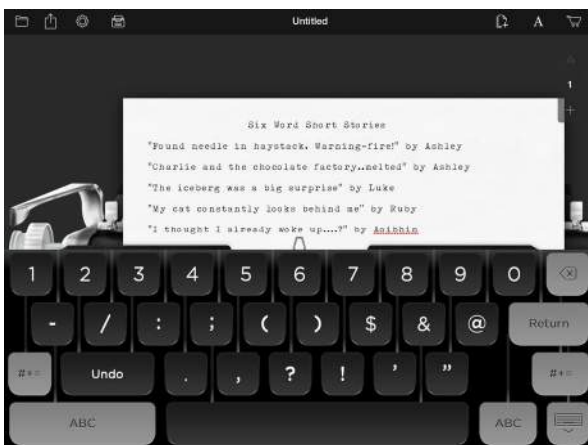 Untitled
A
1
Six Word Short Stories
"Found needle in haystack. Warning-fire!" by Ashley
"Charlie and the chocolate factory..melted" by Ashley
"The iceberg was a big surprise" by Luke
"My cat constantly looks behind me" by Ruby
"I thought I already woke up....?" by Aoibhin
1 2 3 4 5 6 7 8 9 0
- / : ; ( ) $ & @ Return
#+= Undo . , ? ! ' " #+=
ABC ABC